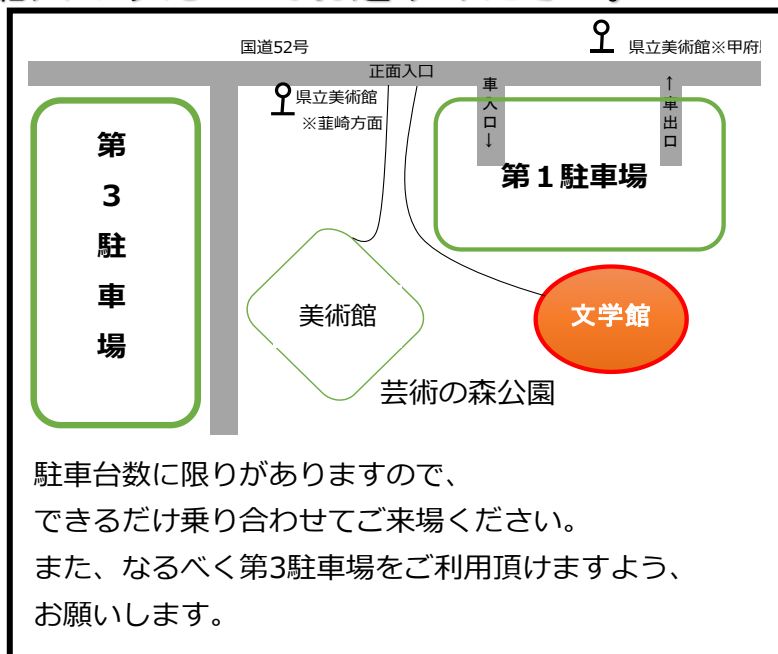 国道52号
県立美術館※甲府
正面入口
県立美術館
※韮崎方面
車入口↓
↑車出口
第3駐車場
第１駐車場
美術館
文学館
芸術の森公園
駐車台数に限りがありますので、
できるだけ乗り合わせてご来場ください。
また、なるべく第3駐車場をご利用頂けますよう、
お願いします。